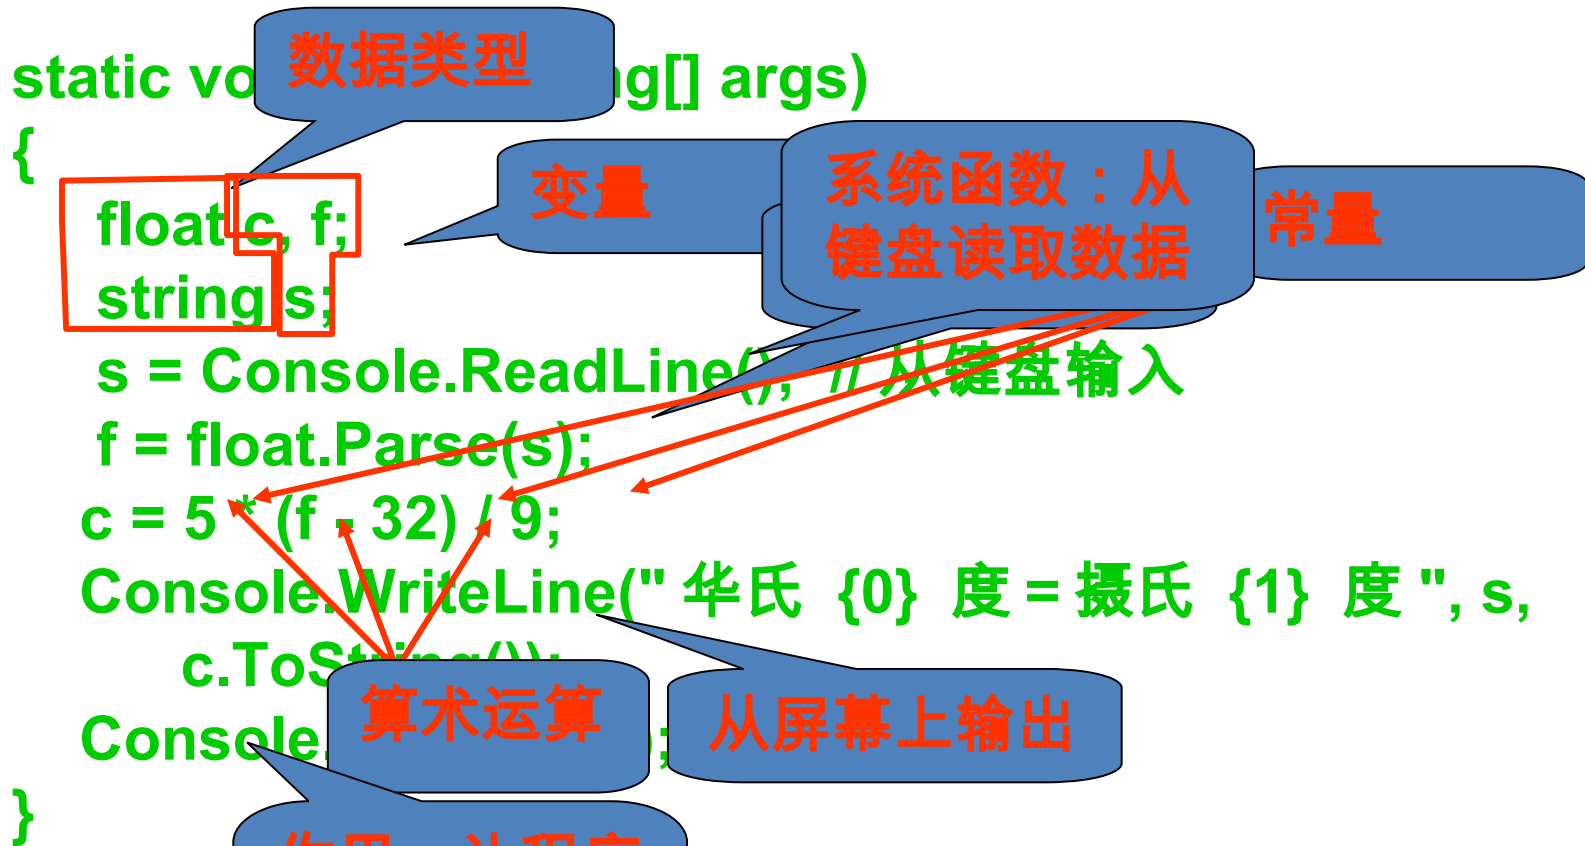 数据类型
static vo ng[] args)
{
变量
系统函数：从
键盘读取数据
常量
float c, f;
string s;
s = Console.ReadLine(); // 从键盘输入
f = float.Parse(s);
c = 5 * (f - 32) / 9;
Console.WriteLine(" 华氏 {0} 度 = 摄氏 {1} 度 ", s,
c.ToString());
算术运算
从屏幕上输出
Console. ;
}